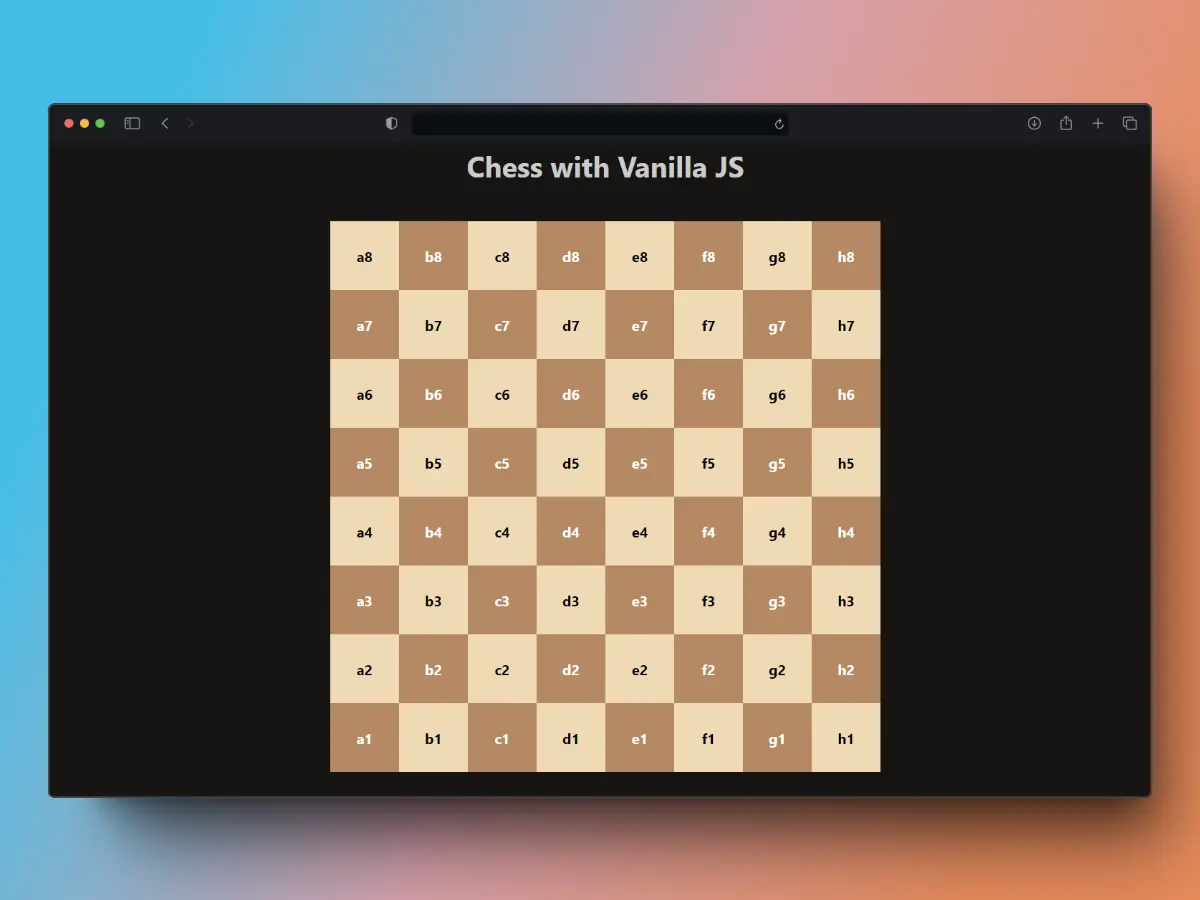 Chess with Vanilla JS
a8 b8 c8 d8 e8 f8 g8 h8
a7 b7 c7 d7 e7 f7 g7 h7
a6 b6 c6 d6 e6 f6 g6 h6
a5 b5 c5 d5 e5 f5 g5 h5
a4 b4 c4 d4 e4 f4 g4 h4
a3 b3 c3 d3 e3 f3 g3 h3
a2 b2 c2 d2 e2 f2 g2 h2
a1 b1 c1 d1 e1 f1 g1 h1